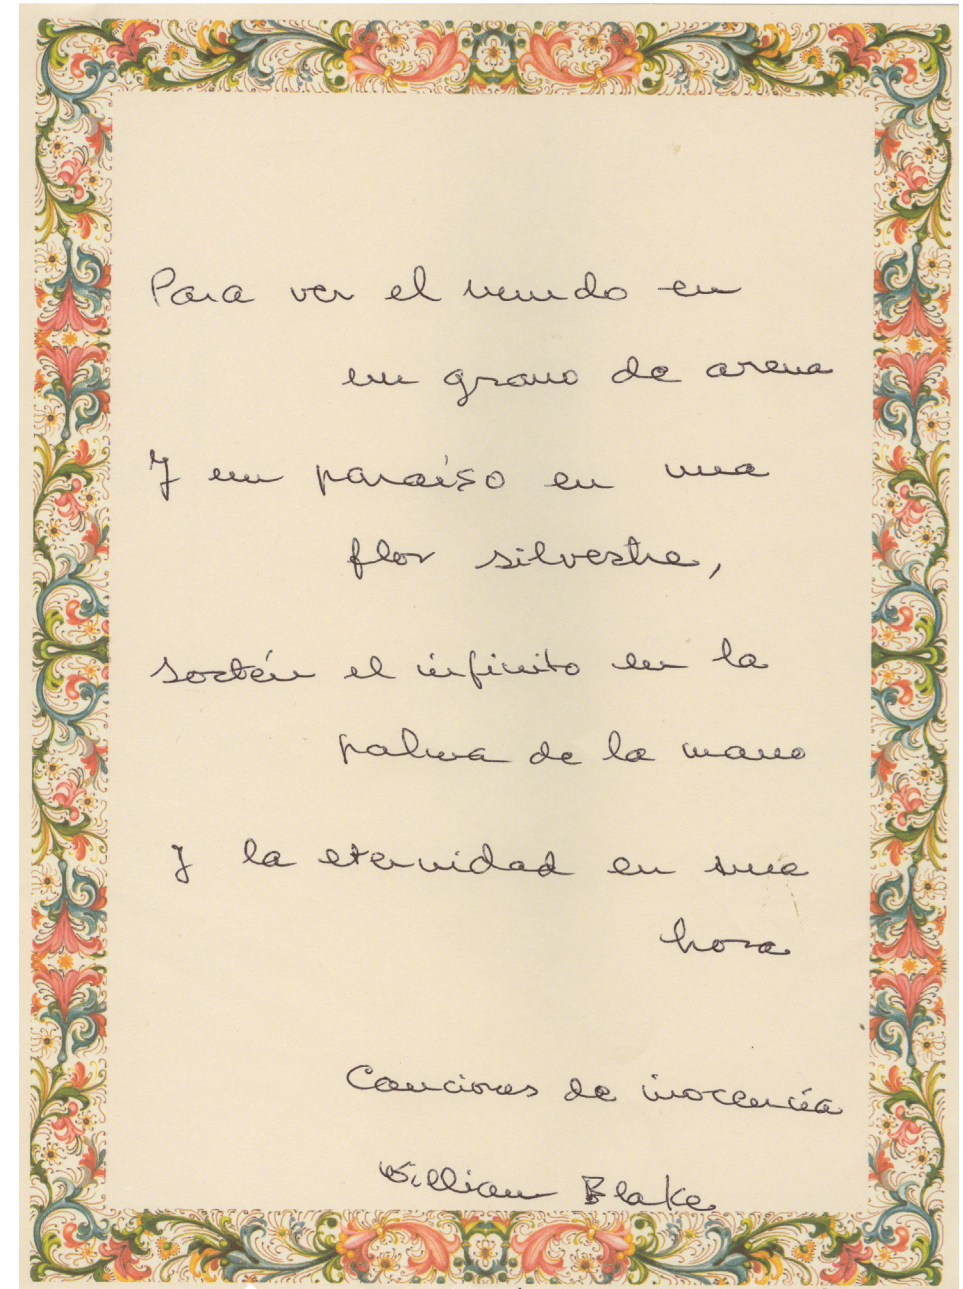 Para ver el mundo en
un grano de arena
Y un paraíso en una
flor silvestre,
sostén el infinito en la
palma de la mano
y la eternidad en una
hora
Canciones de inocencia
William Blake